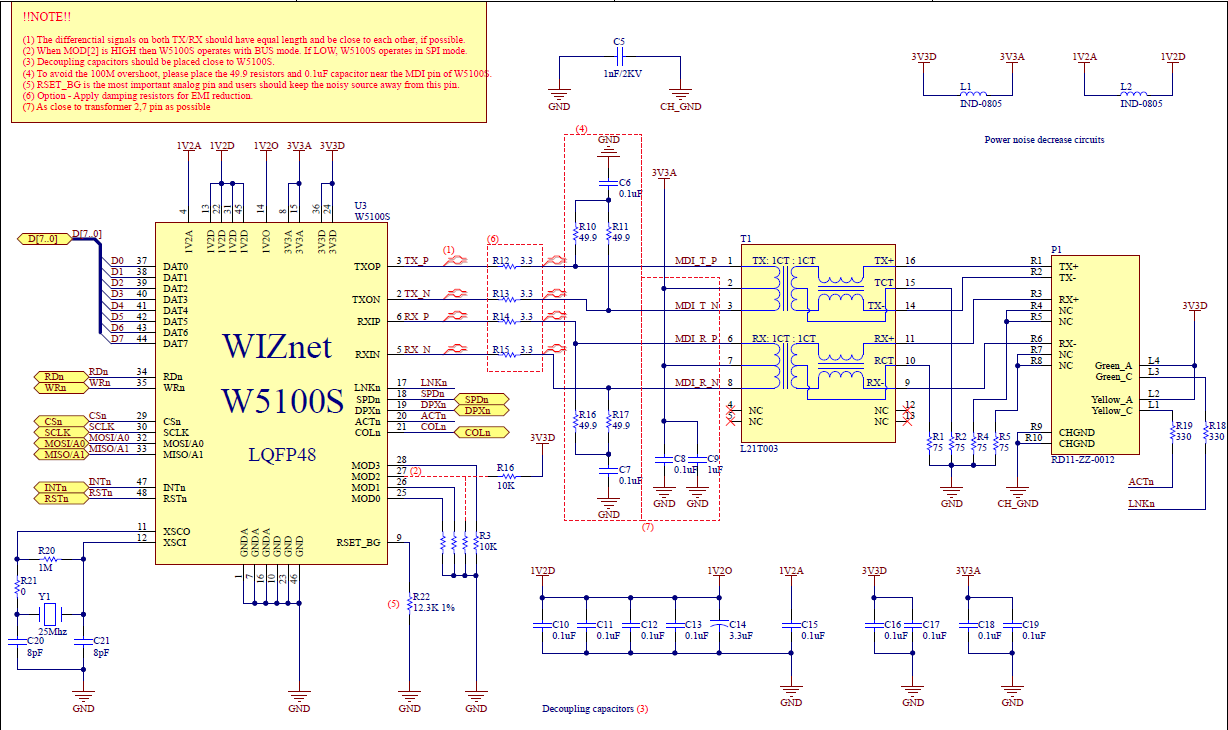 !!NOTE!!
(1) The differenctial signals on both TX/RX should have equal length and be close to each other, if possible.
(2) When MOD[2] is HIGH then W5100S operates with BUS mode. If LOW, W5100S operates in SPI mode.
(3) Decoupling capacitors should be placed close to W5100S.
(4) To avoid the 100M overshoot, please place the 49.9 resistors and 0.1uF capacitor near the MDI pin of W5100S.
(5) RSET_BG is the most important analog pin and users should keep the noisy source away from this pin.
(6) Option - Apply damping resistors for EMI reduction.
(7) As close to transformer 2,7 pin as possible
C5
1nF/2KV
GND
CH_GND
3V3D
3V3A
L1
IND-0805
1V2A
1V2D
L2
IND-0805
Power noise decrease circuits
1V2A
1V2D
1V2O
3V3A
3V3D
4
13
22
31
45
14
8
15
36
24
U3
W5100S
1V2A
1V2D
1V2D
1V2D
1V2D
1V2O
3V3A
3V3A
3V3D
3V3D
D[7..0]
D[7..0]
D0 37 DAT0
D1 38 DAT1
D2 39 DAT2
D3 40 DAT3
D4 41 DAT4
D5 42 DAT5
D6 43 DAT6
D7 44 DAT7
RDn RDn 34 RDn
WRn WRn 35 WRn
CSn CSn 29 CSn
SCLK SCLK 30 SCLK
MOSI/A0 MOSI/A0 32 MOSI/A0
MISO/A1 MISO/A1 33 MISO/A1
INTn INTn 47 INTn
RSTn RSTn 48 RSTn
11 XSCO
12 XSCI
WIZnet
W5100S
LQFP48
TXOP 3 TX_P
TXON 2 TX_N
RXIP 6 RX_P
RXIN 5 RX_N
LNKn 17 LNKn
SPDn 18 SPDn SPDn
DPXn 19 DPXn DPXn
ACTn 20 ACTn
COLn 21 COLn COLn
MOD3 28
MOD2 27 (2)
MOD1 26
MOD0 25
RSET_BG 9
GNDA
GNDA
GNDA
GND
GND
GND
1
7
16
10
23
46
R20
1M
R21
0
Y1
25Mhz
C20
8pF
C21
8pF
GND
GND
(5)
R22
12.3K 1%
GND
R3
10K
GND
R16
10K
3V3D
(1)
(6)
R12 3.3
R13 3.3
R14 3.3
R15 3.3
(4)
GND
C6
0.1uF
R10
49.9
R11
49.9
R16
49.9
R17
49.9
C7
0.1uF
GND
3V3A
C8
0.1uF
GND
C9
1uF
GND
(7)
T1
MDI_T_P 1
2
MDI_T_N 3
MDI_R_P 6
7
MDI_R_N 8
4 NC
5 NC
TX: 1CT : 1CT
RX: 1CT : 1CT
TX+ 16
TCT 15
TX- 14
RX+ 11
RCT 10
RX- 9
NC 12
NC 13
L21T003
R1
75
R2
75
R4
75
R5
75
GND
CH_GND
P1
R1 TX+
R2 TX-
R3 RX+
R4 NC
R5 NC
R6 RX-
R7 NC
R8 NC
R9 CHGND
R10 CHGND
Green_A L4
Green_C L3
Yellow_A L2
Yellow_C L1
RD11-ZZ-0012
3V3D
R19
330
R18
330
ACTn
LNKn
1V2D
1V2O
1V2A
3V3D
3V3A
C10
0.1uF
C11
0.1uF
C12
0.1uF
C13
0.1uF
C14
3.3uF
C15
0.1uF
C16
0.1uF
C17
0.1uF
C18
0.1uF
C19
0.1uF
GND
GND
GND
Decoupling capacitors (3)